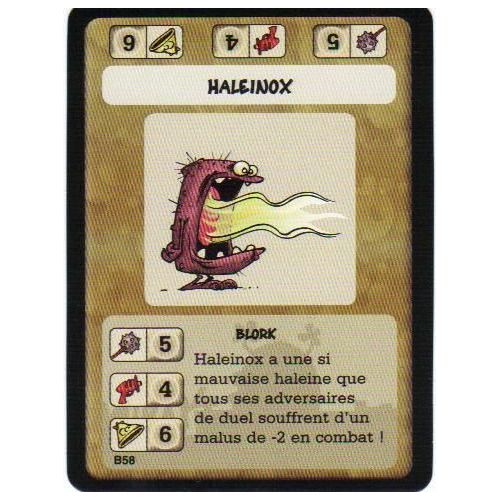 6 4 5
HALEINOX
BLORK
5
4
6
Haleinox a une si
mauvaise haleine que
tous ses adversaires
de duel souffrent d'un
malus de -2 en combat !
B58